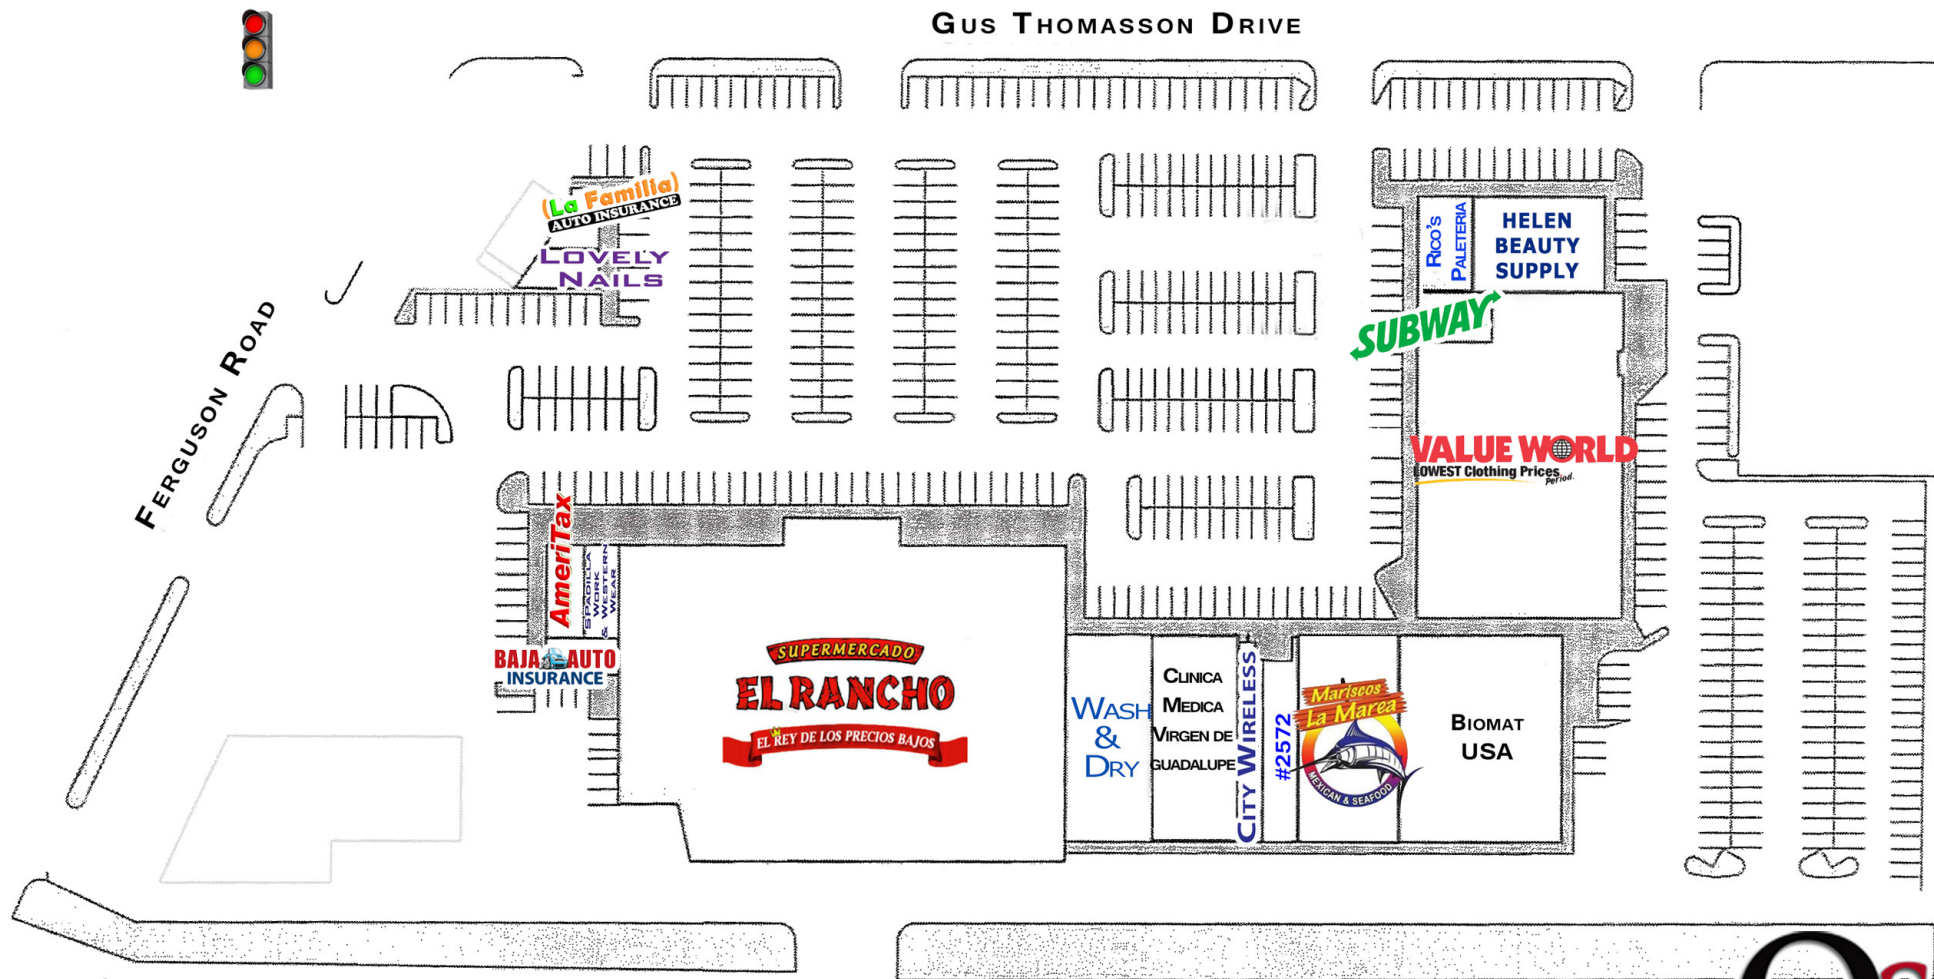 GUS THOMASSON DRIVE
(La Familia)
AUTO INSURANCE
LOVELY
NAILS
RICO'S
PALETERIA
HELEN
BEAUTY
SUPPLY
SUBWAY
FERGUSON ROAD
VALUE WORLD
LOWEST Clothing Prices
Period.
AmeriTax
SPADILLA
WORK
& WESTERN
WEAR
BAJA AUTO
INSURANCE
SUPERMERCADO
EL RANCHO
EL REY DE LOS PRECIOS BAJOS
WASH
&
DRY
CLINICA
MEDICA
VIRGEN DE
GUADALUPE
CITY WIRELESS
#2572
Mariscos
La Marea
MEXICAN & SEAFOOD
BIOMAT
USA